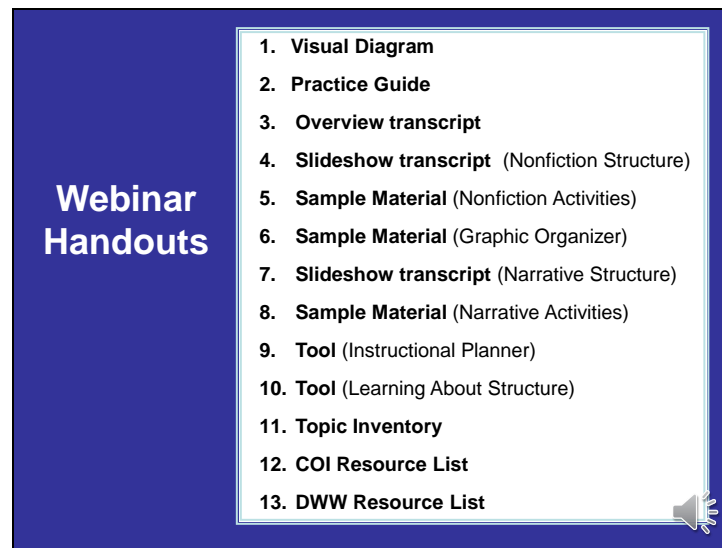 Webinar
Handouts
1. Visual Diagram
2. Practice Guide
3. Overview transcript
4. Slideshow transcript (Nonfiction Structure)
5. Sample Material (Nonfiction Activities)
6. Sample Material (Graphic Organizer)
7. Slideshow transcript (Narrative Structure)
8. Sample Material (Narrative Activities)
9. Tool (Instructional Planner)
10. Tool (Learning About Structure)
11. Topic Inventory
12. COI Resource List
13. DWW Resource List